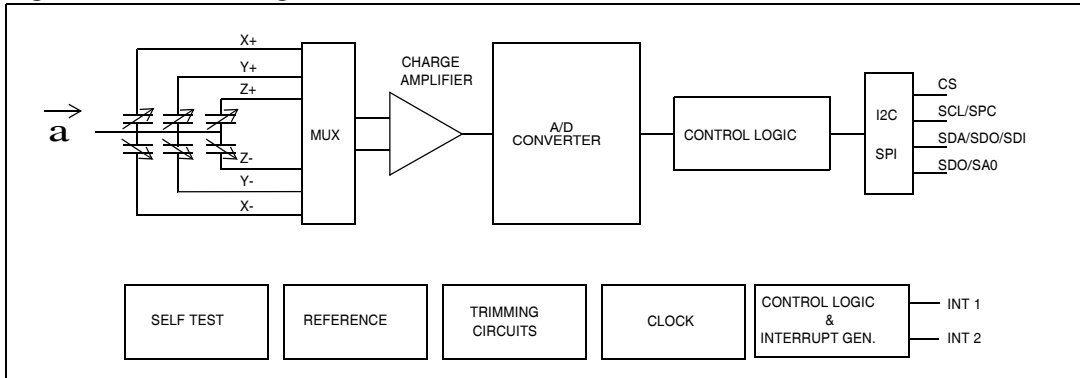 X+
Y+
Z+
Z-
Y-
X-
a
MUX
CHARGE
AMPLIFIER
A/D
CONVERTER
CONTROL LOGIC
I2C
SPI
CS
SCL/SPC
SDA/SDO/SDI
SDO/SA0
SELF TEST
REFERENCE
TRIMMING
CIRCUITS
CLOCK
CONTROL LOGIC
&
INTERRUPT GEN.
INT 1
INT 2